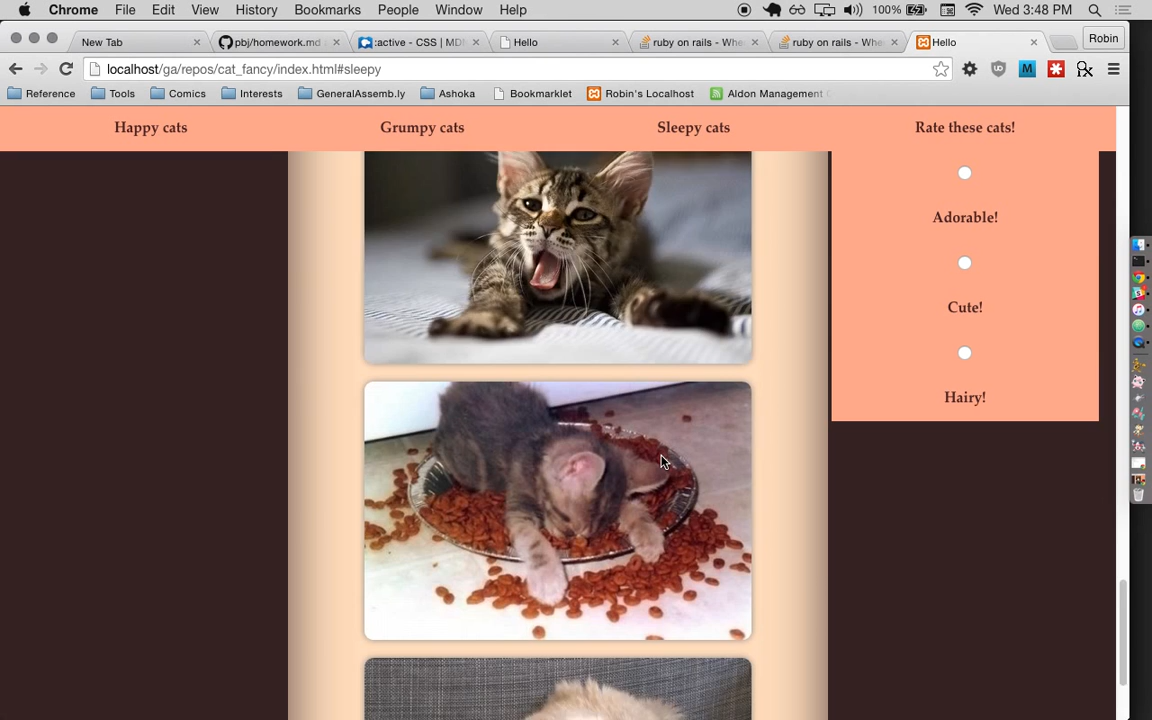 Chrome File Edit View History Bookmarks People Window Help 100% Wed 3:48 PM
New Tab pbj/homework.md :active - CSS | MD Hello ruby on rails - Whe ruby on rails - Whe Hello Robin
localhost/ga/repos/cat_fancy/index.html#sleepy
Reference Tools Comics Interests GeneralAssemb.ly Ashoka Bookmarklet Robin's Localhost Aldon Management
Happy cats Grumpy cats Sleepy cats Rate these cats!
Adorable!
Cute!
Hairy!